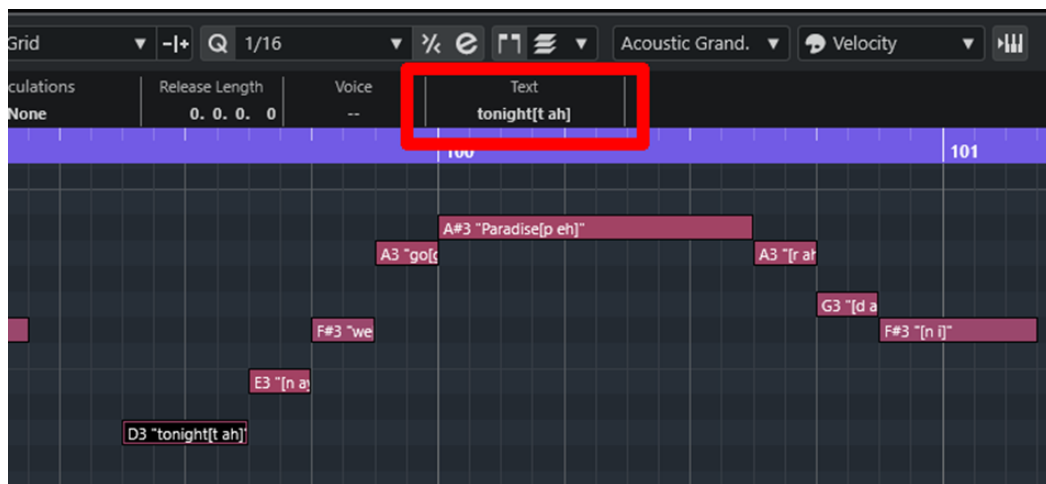 Grid 1/16 Acoustic Grand. Velocity
culations Release Length Voice Text
None 0. 0. 0. 0 -- tonight[t ah]
100 101
A#3 "Paradise[p eh]"
A3 "go[ A3 "[r ah
G3 "[d a
F#3 "we F#3 "[n i]"
E3 "[n ay
D3 "tonight[t ah]"